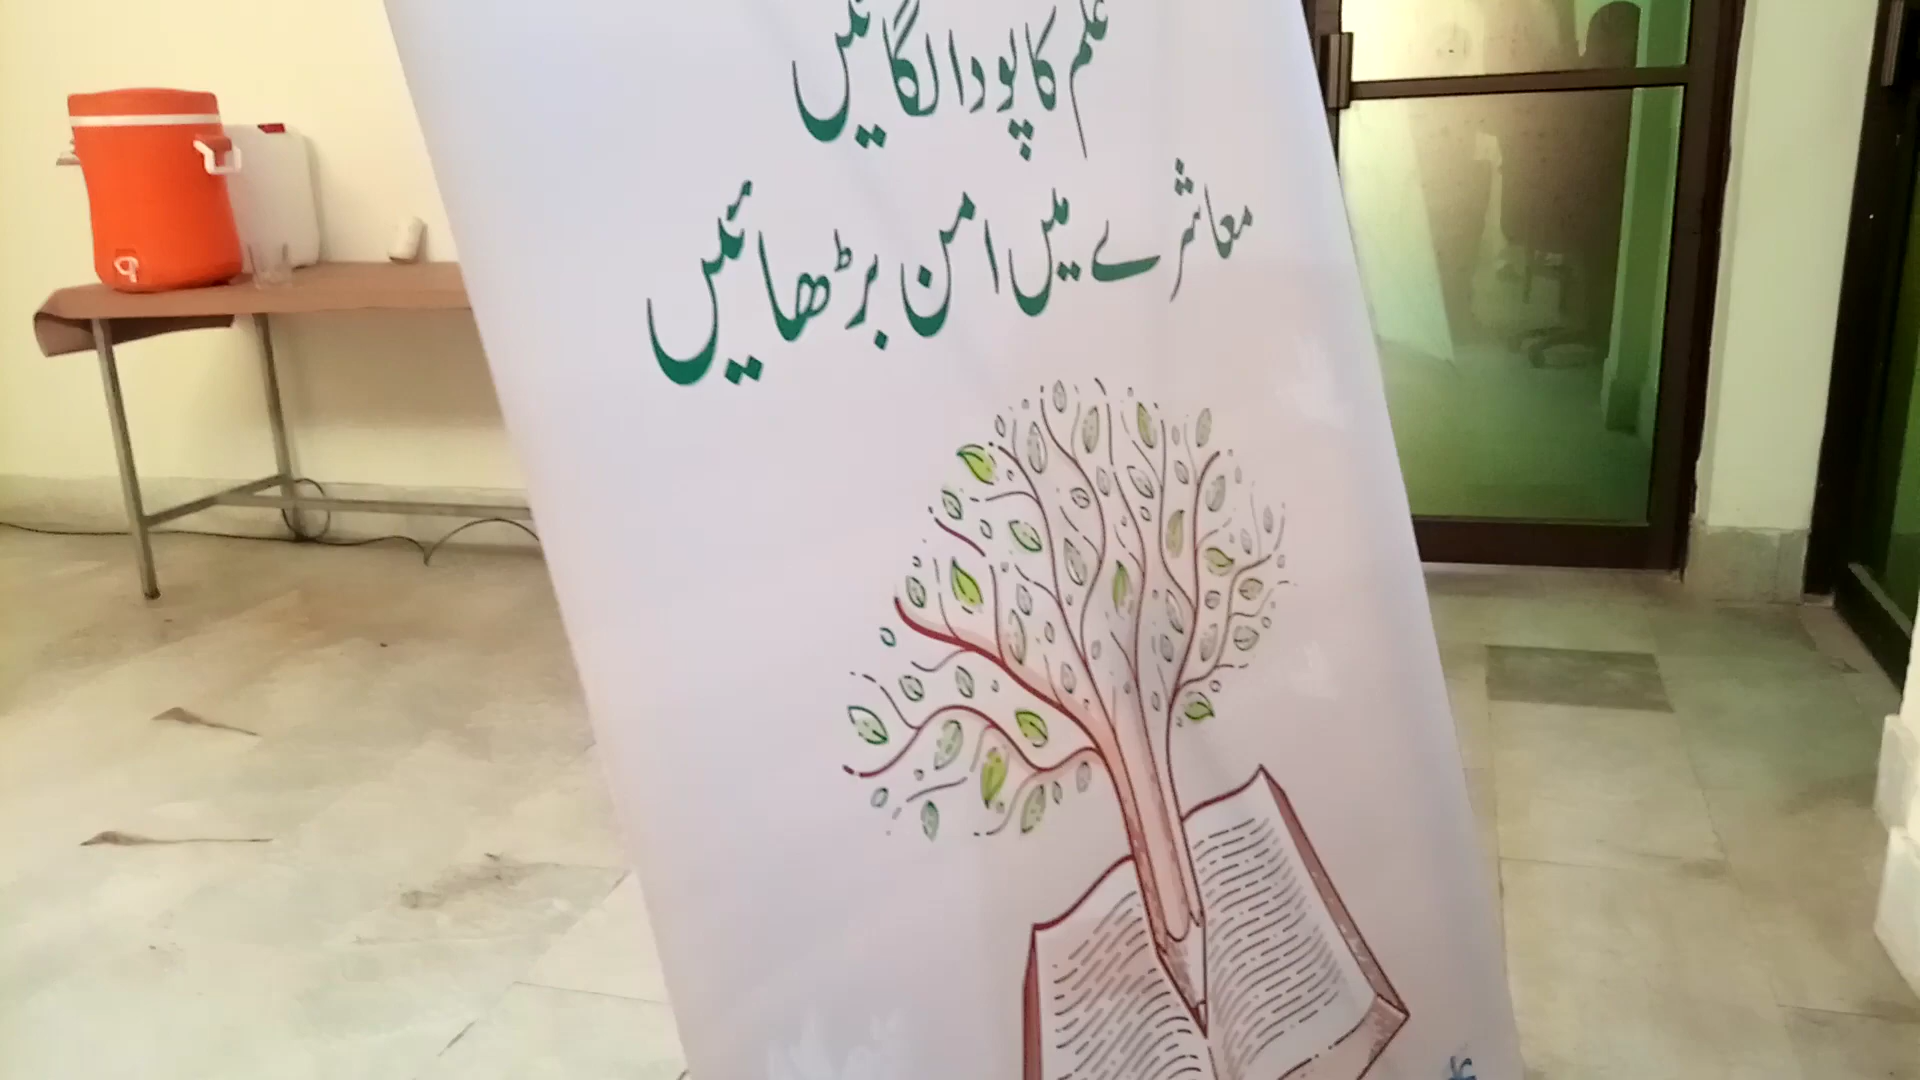 علم کا پودا لگائیں
معاشرے میں امن بڑھائیں